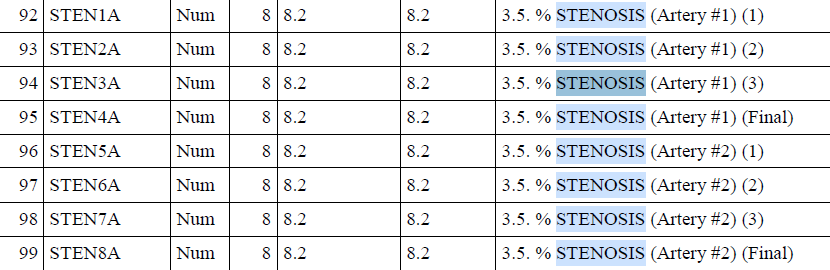 92 STEN1A Num 8 8.2 8.2 3.5. % STENOSIS (Artery #1) (1)
93 STEN2A Num 8 8.2 8.2 3.5. % STENOSIS (Artery #1) (2)
94 STEN3A Num 8 8.2 8.2 3.5. % STENOSIS (Artery #1) (3)
95 STEN4A Num 8 8.2 8.2 3.5. % STENOSIS (Artery #1) (Final)
96 STEN5A Num 8 8.2 8.2 3.5. % STENOSIS (Artery #2) (1)
97 STEN6A Num 8 8.2 8.2 3.5. % STENOSIS (Artery #2) (2)
98 STEN7A Num 8 8.2 8.2 3.5. % STENOSIS (Artery #2) (3)
99 STEN8A Num 8 8.2 8.2 3.5. % STENOSIS (Artery #2) (Final)